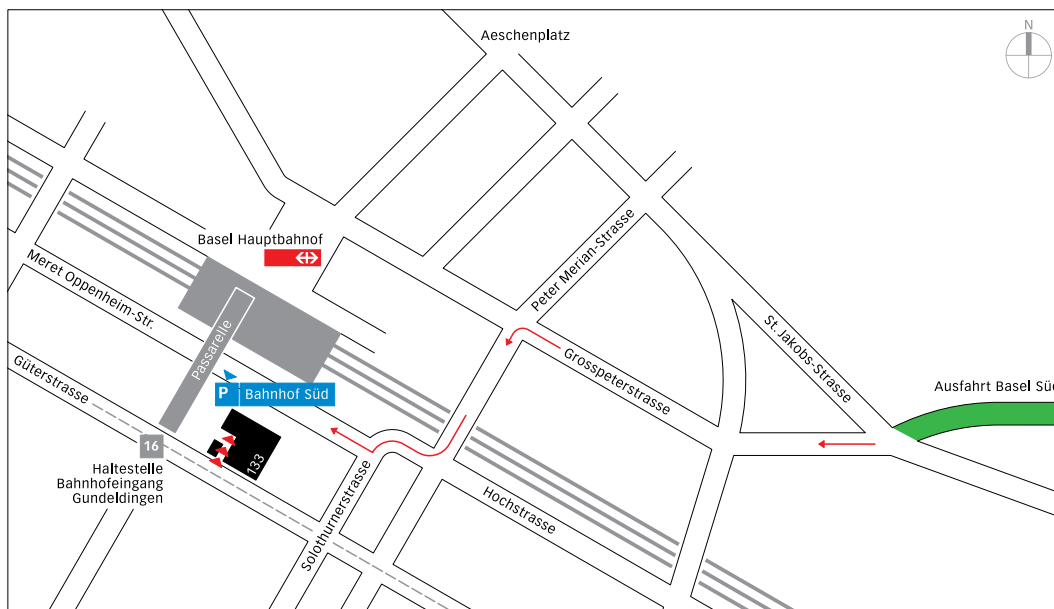 N
Aeschenplatz
Peter Merian-Strasse
Basel Hauptbahnhof
Meret Oppenheim-Str.
St. Jakobs-Strasse
Passarelle
Grosspeterstrasse
Güterstrasse
P Bahnhof Süd
Ausfahrt Basel Süd
16
133
Haltestelle
Bahnhofeingang
Gundeldingen
Solothurnerstrasse
Hochstrasse